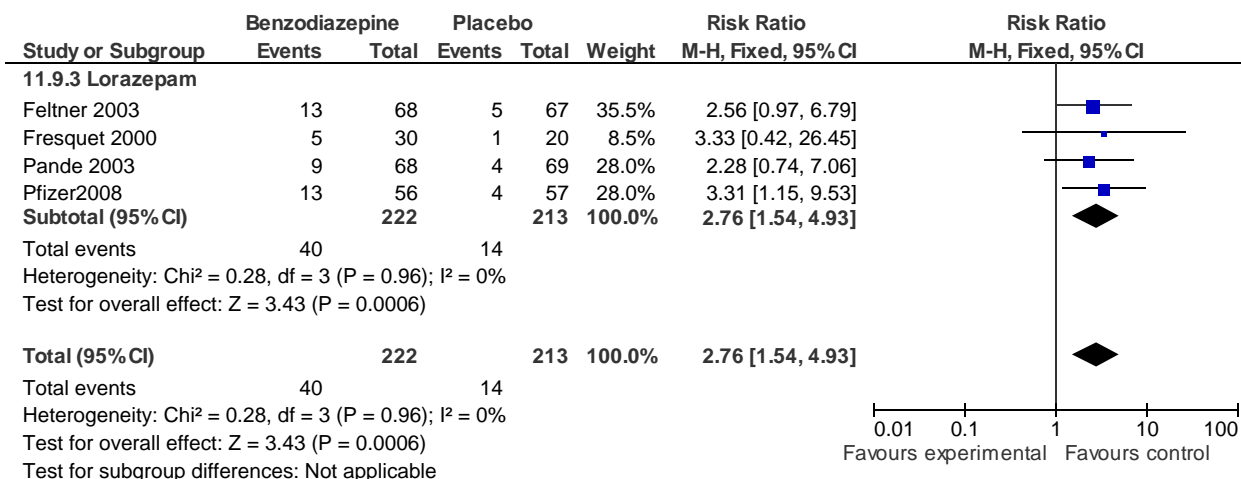 Benzodiazepine Placebo Risk Ratio Risk Ratio
Study or Subgroup Events Total Events Total Weight M-H, Fixed, 95% CI M-H, Fixed, 95% CI
11.9.3 Lorazepam
Feltner 2003 13 68 5 67 35.5% 2.56 [0.97, 6.79]
Fresquet 2000 5 30 1 20 8.5% 3.33 [0.42, 26.45]
Pande 2003 9 68 4 69 28.0% 2.28 [0.74, 7.06]
Pfizer2008 13 56 4 57 28.0% 3.31 [1.15, 9.53]
Subtotal (95% CI) 222 213 100.0% 2.76 [1.54, 4.93]
Total events 40 14
Heterogeneity: Chi² = 0.28, df = 3 (P = 0.96); I² = 0%
Test for overall effect: Z = 3.43 (P = 0.0006)
Total (95% CI) 222 213 100.0% 2.76 [1.54, 4.93]
Total events 40 14
Heterogeneity: Chi² = 0.28, df = 3 (P = 0.96); I² = 0%
Test for overall effect: Z = 3.43 (P = 0.0006)
Test for subgroup differences: Not applicable
0.01 0.1 1 10 100
Favours experimental Favours control